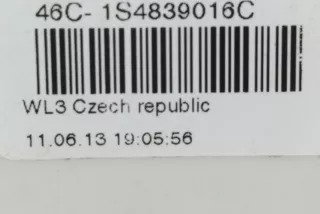 46C- 1S4839016C
WL3 Czech republic
11.06.13 19:05:56